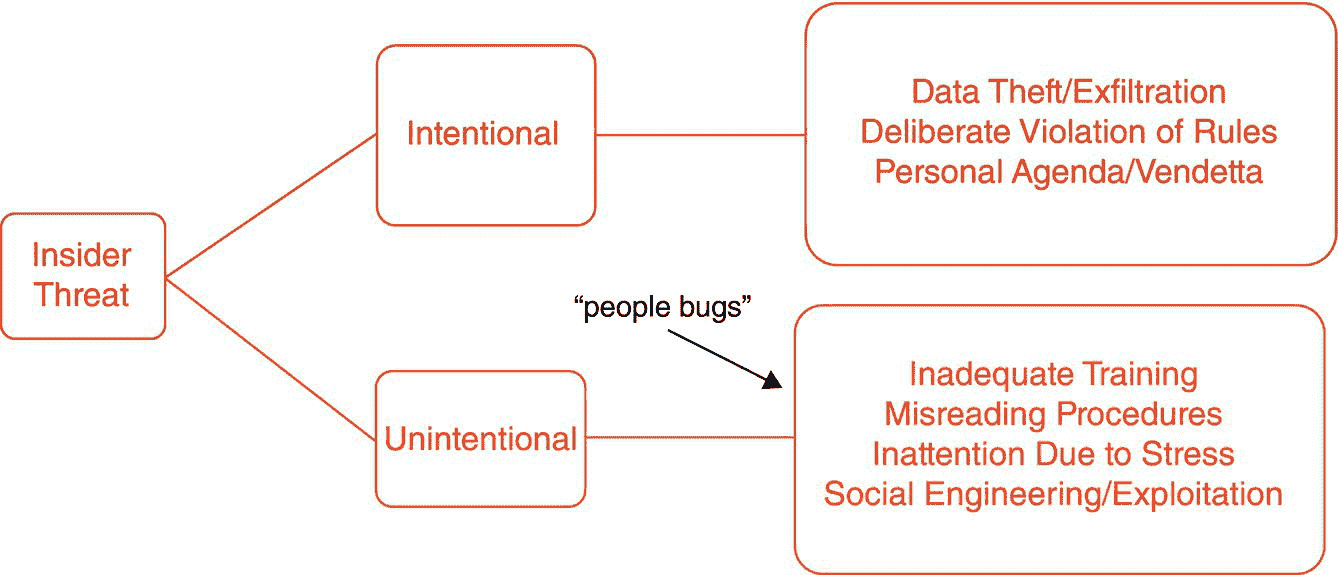 Insider
Threat
Intentional
Data Theft/Exfiltration
Deliberate Violation of Rules
Personal Agenda/Vendetta
“people bugs”
Unintentional
Inadequate Training
Misreading Procedures
Inattention Due to Stress
Social Engineering/Exploitation